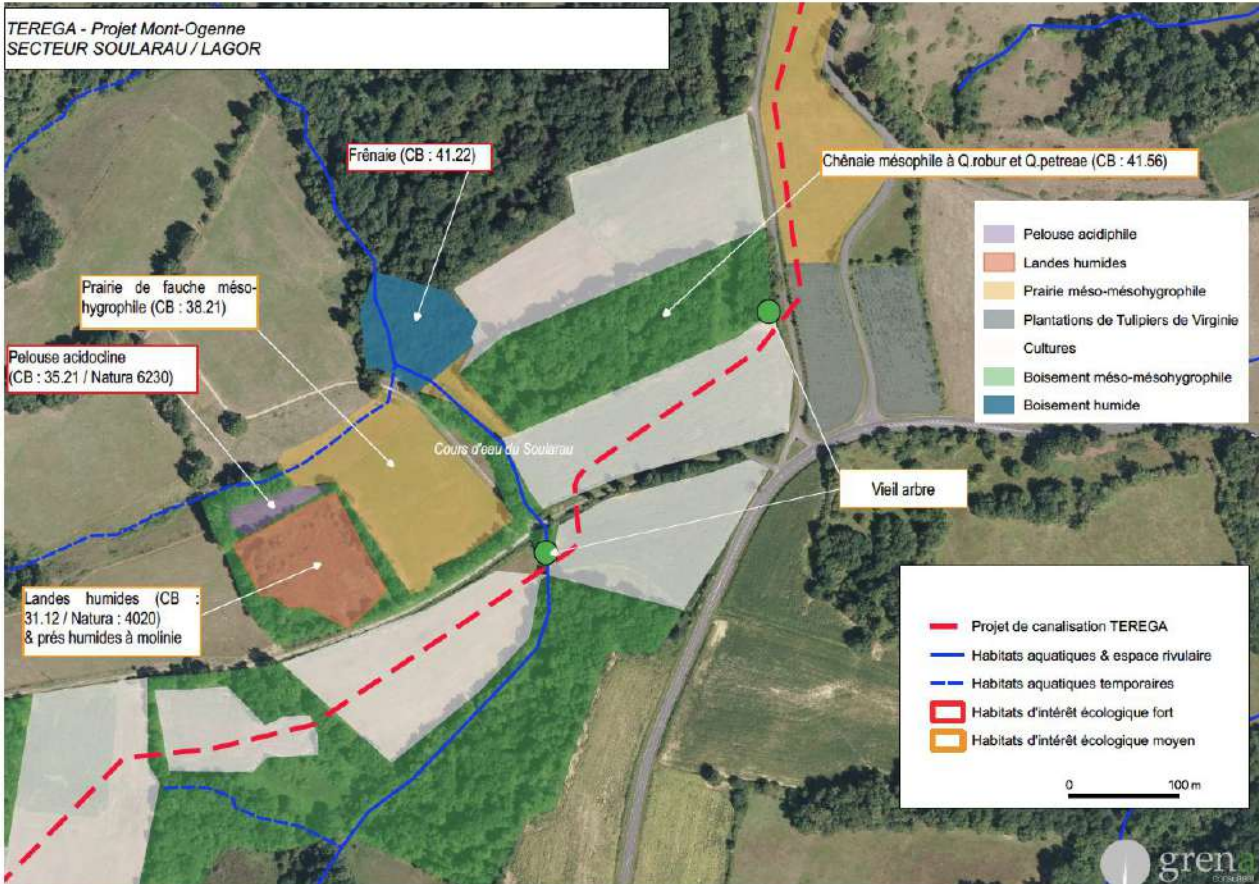 TEREGA - Projet Mont-Ogenne
SECTEUR SOULARAU / LAGOR
Frênaie (CB : 41.22)
Chênaie mésophile à Q.robur et Q.petreae (CB : 41.56)
Prairie de fauche méso-
hygrophile (CB : 38.21)
Pelouse acidocline
(CB : 35.21 / Natura 6230)
Cours d'eau du Soularau
Vieil arbre
Landes humides (CB :
31.12 / Natura : 4020)
& prés humides à molinie
Pelouse acidiphile
Landes humides
Prairie méso-mésohygrophile
Plantations de Tulipiers de Virginie
Cultures
Boisement méso-mésohygrophile
Boisement humide
Projet de canalisation TEREGA
Habitats aquatiques & espace rivulaire
Habitats aquatiques temporaires
Habitats d'intérêt écologique fort
Habitats d'intérêt écologique moyen
0 100 m